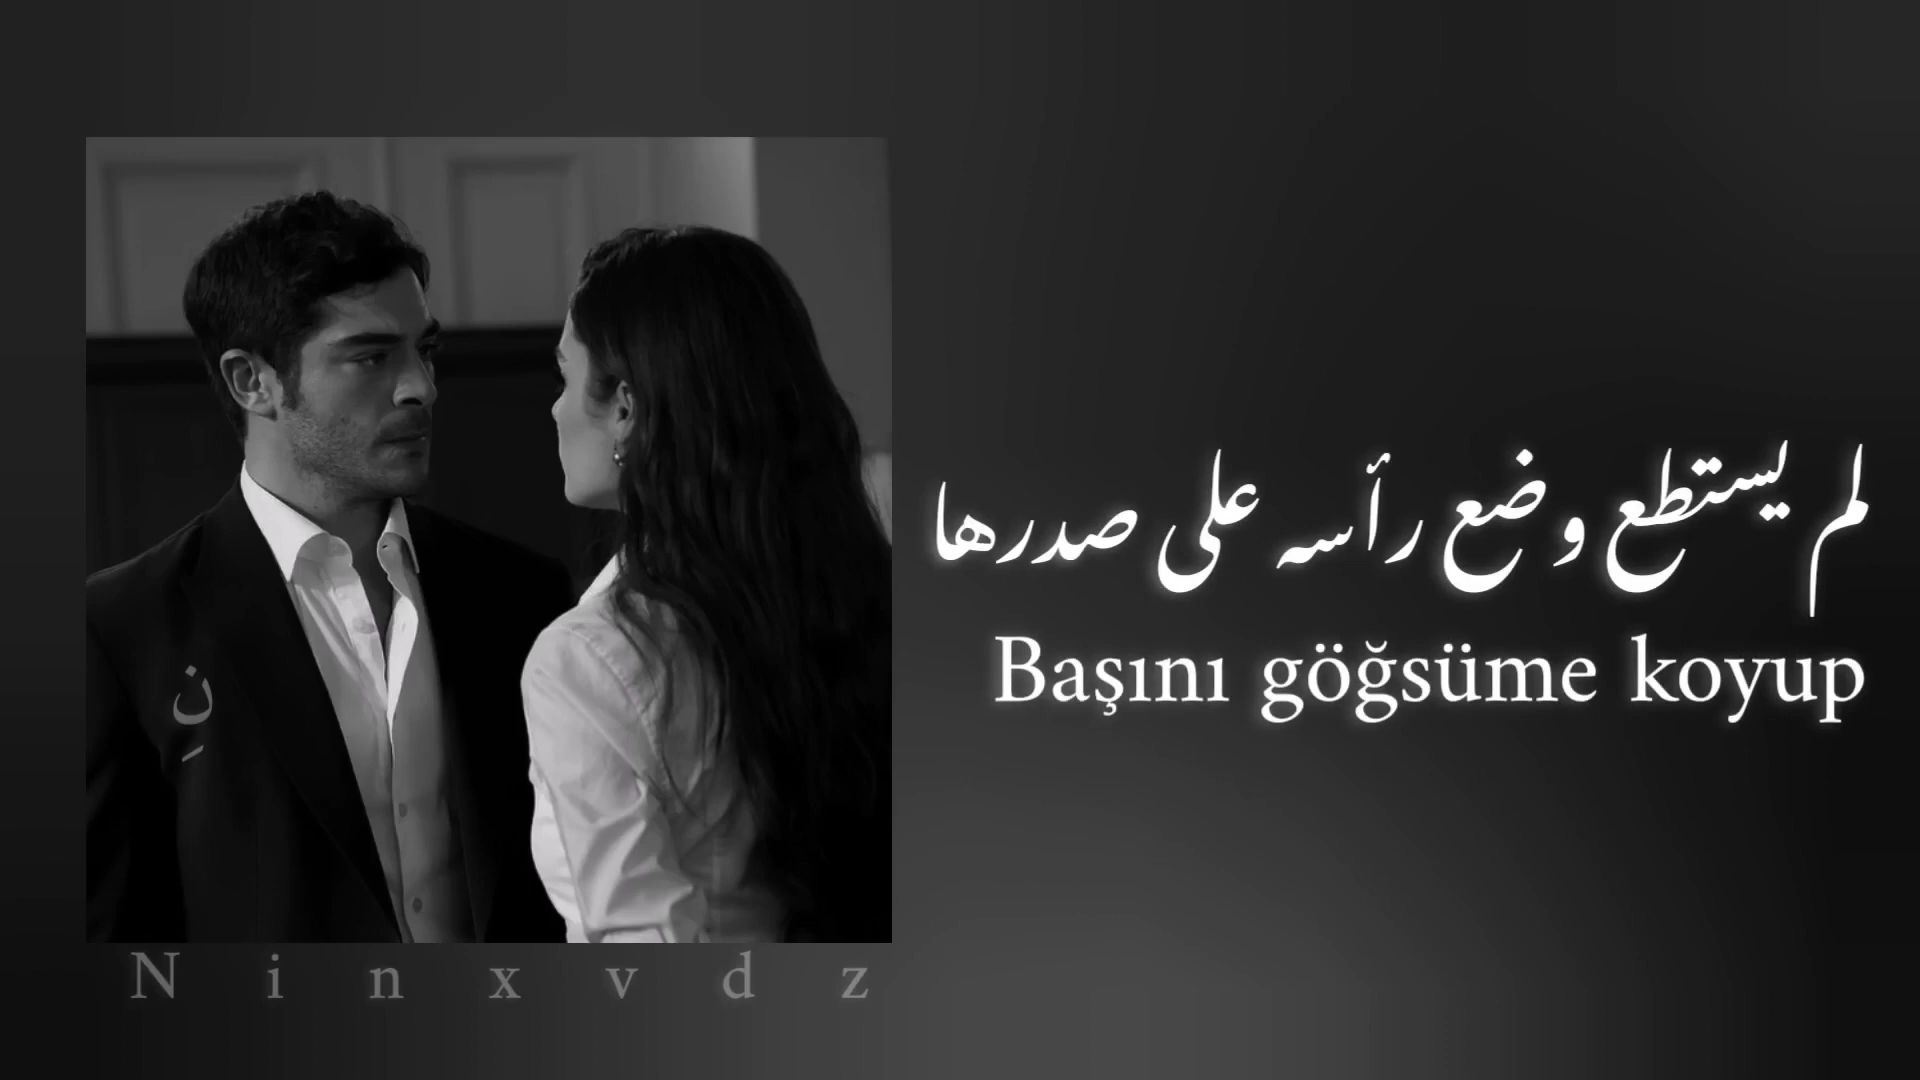 لم يستطع وضع رأسه على صدرها
Başını göğsüme koyup
نِ
Ninxvdz